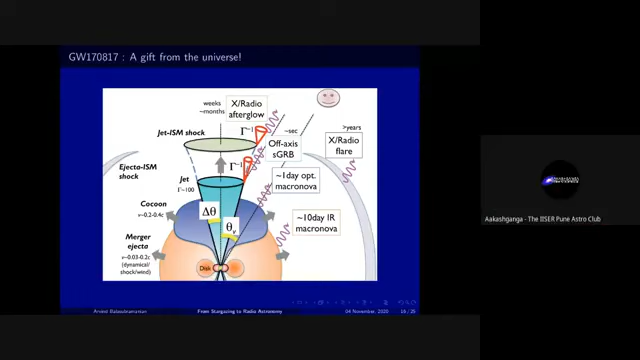 GW170817 : A gift from the universe!
weeks
~months
X/Radio
afterglow
Jet-ISM shock
Γ⁻¹
~sec
>years
Off-axis
sGRB
X/Radio
flare
Ejecta-ISM
shock
Γ⁻¹
Jet
Γ~100
~1day opt.
macronova
Cocoon
v~0.2-0.4c
Δθ
θv
~10day IR
macronova
Merger
ejecta
v~0.03-0.2c
(dynamical/
shock/wind)
Disk
Aakashganga - The IISER Pune Astro Club
Arvind Balasubramanian
From Stargazing to Radio Astronomy
04 November, 2020